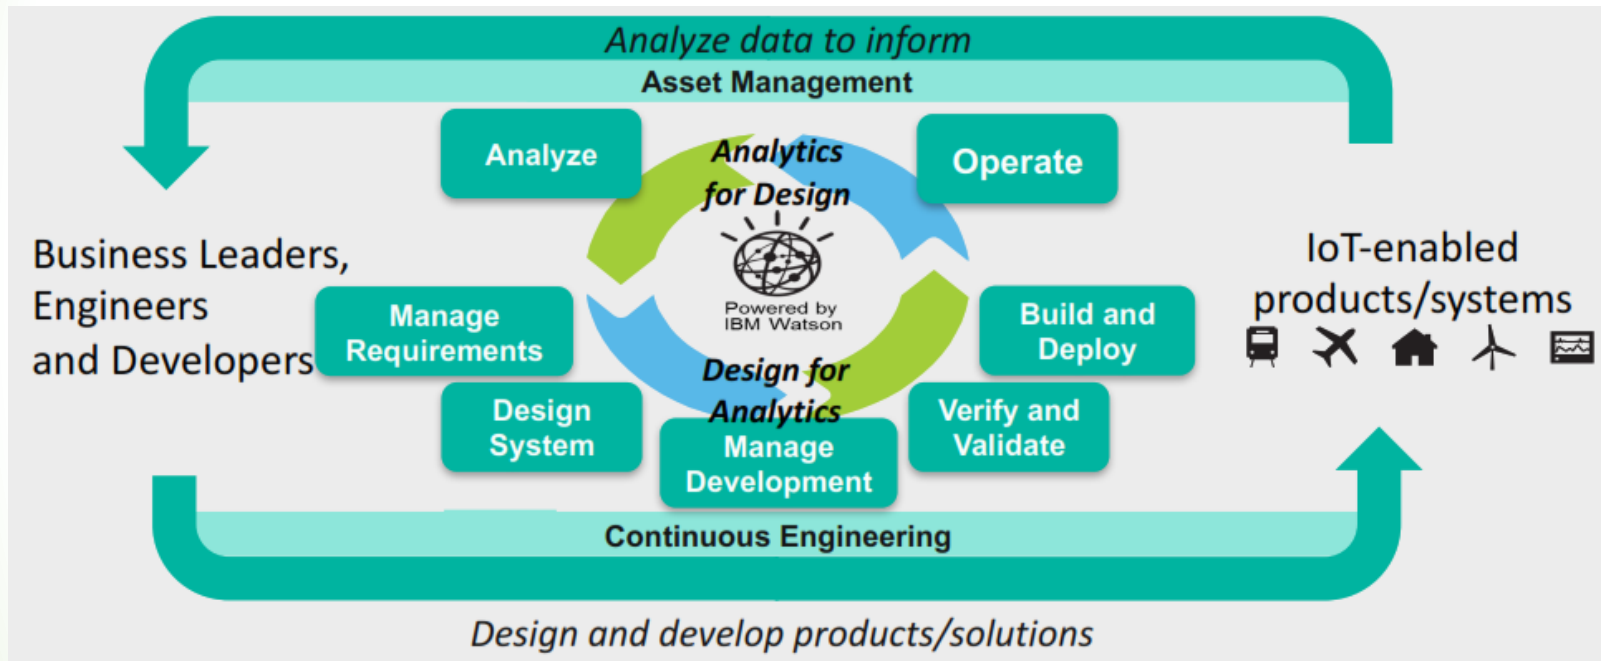 Analyze data to inform
Asset Management
Analyze
Analytics
for Design
Operate
Business Leaders,
Engineers
and Developers
Powered by
IBM Watson
IoT-enabled
products/systems
Manage
Requirements
Build and
Deploy
Design
System
Design for
Analytics
Manage
Development
Verify and
Validate
Continuous Engineering
Design and develop products/solutions